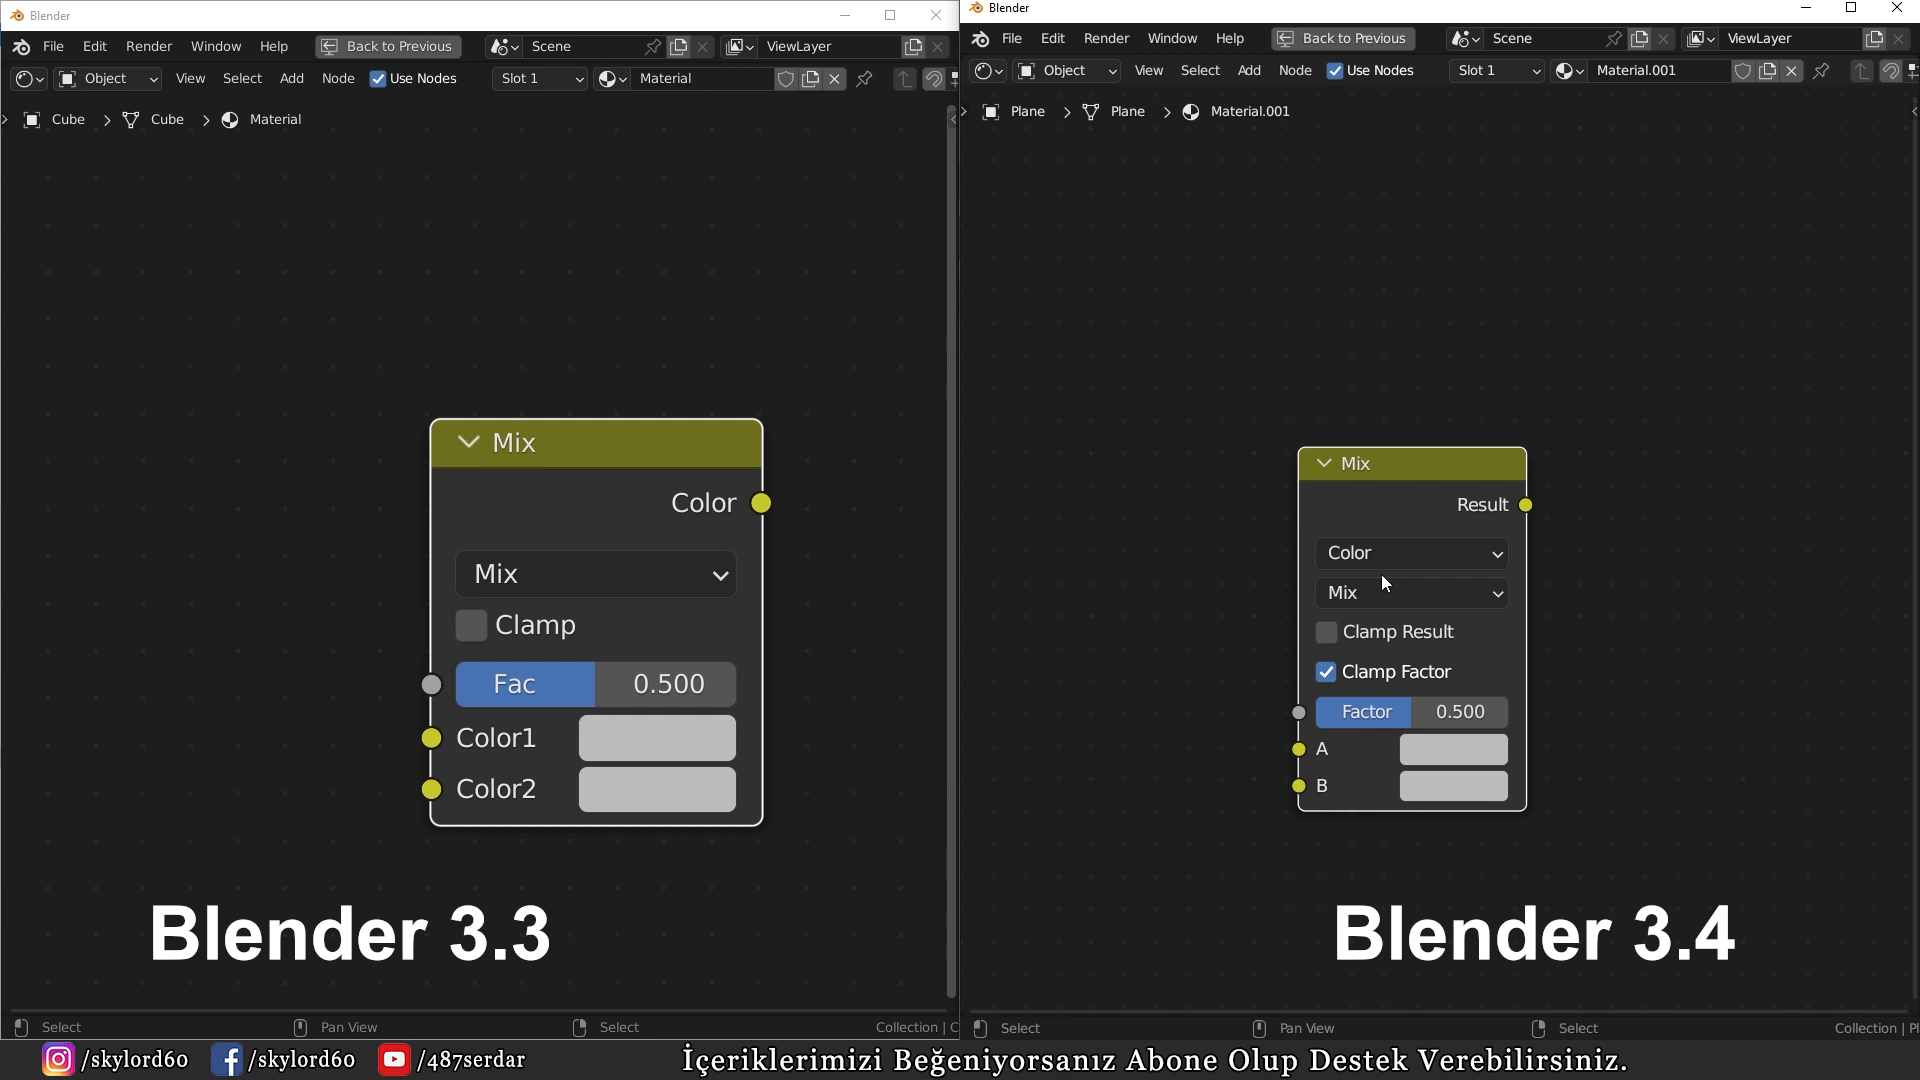 Blender
File Edit Render Window Help Back to Previous Scene ViewLayer
Object View Select Add Node Use Nodes Slot 1 Material
Cube Cube Material
Mix
Color
Mix
Clamp
Fac 0.500
Color1
Color2
Blender 3.3
Select Pan View Select Collection | C
Blender
File Edit Render Window Help Back to Previous Scene ViewLayer
Object View Select Add Node Use Nodes Slot 1 Material.001
Plane Plane Material.001
Mix
Result
Color
Mix
Clamp Result
Clamp Factor
Factor 0.500
A
B
Blender 3.4
Select Pan View Select Collection | Pl
/skylord60 /skylord60 /487serdar İçeriklerimizi Beğeniyorsanız Abone Olup Destek Verebilirsiniz.